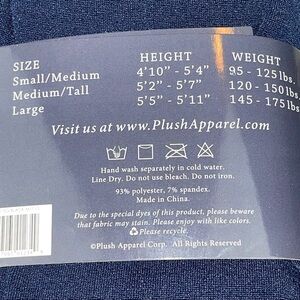 SIZE HEIGHT WEIGHT
Small/Medium 4'10" - 5'4" 95 - 125 lbs.
Medium/Tall 5'2" - 5'7" 120 - 150 lbs.
Large 5'5" - 5'11" 145 - 175 lbs.
Visit us at www.PlushApparel.com
Hand wash separately in cold water.
Line Dry. Do not use bleach. Do not iron.
93% polyester, 7% spandex.
Made in China.
Due to the special dyes of this product, please beware
that fabric may stain. Please enjoy with like colors.
Please recycle.
©Plush Apparel Corp. All Rights Reserved